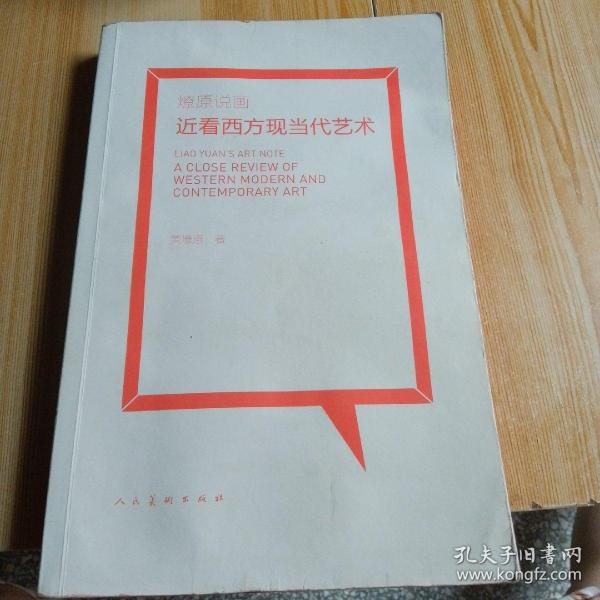 燎原说画
近看西方现当代艺术
LIAO YUAN'S ART NOTE
A CLOSE REVIEW OF
WESTERN MODERN AND
CONTEMPORARY ART
著
人民美術出版社
孔夫子旧书网
www.kongfz.com